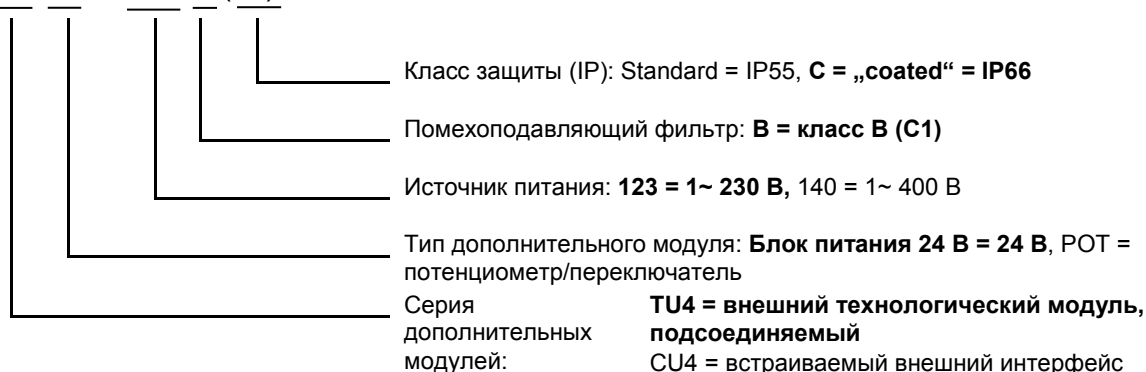 Класс защиты (IP): Standard = IP55, C = „coated“ = IP66
Помехоподавляющий фильтр: B = класс B (C1)
Источник питания: 123 = 1~ 230 В, 140 = 1~ 400 В
Тип дополнительного модуля: Блок питания 24 В = 24 В, POT =
потенциометр/переключатель
Серия TU4 = внешний технологический модуль,
дополнительных подсоединяемый
модулей: CU4 = встраиваемый внешний интерфейс